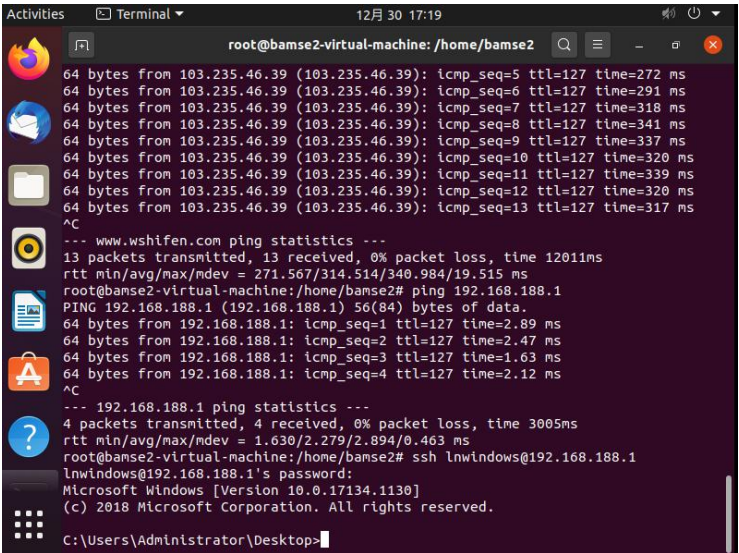 Activities
Terminal
12月 30 17:19
root@bamse2-virtual-machine: /home/bamse2
64 bytes from 103.235.46.39 (103.235.46.39): icmp_seq=5 ttl=127 time=272 ms
64 bytes from 103.235.46.39 (103.235.46.39): icmp_seq=6 ttl=127 time=291 ms
64 bytes from 103.235.46.39 (103.235.46.39): icmp_seq=7 ttl=127 time=318 ms
64 bytes from 103.235.46.39 (103.235.46.39): icmp_seq=8 ttl=127 time=341 ms
64 bytes from 103.235.46.39 (103.235.46.39): icmp_seq=9 ttl=127 time=337 ms
64 bytes from 103.235.46.39 (103.235.46.39): icmp_seq=10 ttl=127 time=320 ms
64 bytes from 103.235.46.39 (103.235.46.39): icmp_seq=11 ttl=127 time=339 ms
64 bytes from 103.235.46.39 (103.235.46.39): icmp_seq=12 ttl=127 time=320 ms
64 bytes from 103.235.46.39 (103.235.46.39): icmp_seq=13 ttl=127 time=317 ms
^C
--- www.wshifen.com ping statistics ---
13 packets transmitted, 13 received, 0% packet loss, time 12011ms
rtt min/avg/max/mdev = 271.567/314.514/340.984/19.515 ms
root@bamse2-virtual-machine:/home/bamse2# ping 192.168.188.1
PING 192.168.188.1 (192.168.188.1) 56(84) bytes of data.
64 bytes from 192.168.188.1: icmp_seq=1 ttl=127 time=2.89 ms
64 bytes from 192.168.188.1: icmp_seq=2 ttl=127 time=2.47 ms
64 bytes from 192.168.188.1: icmp_seq=3 ttl=127 time=1.63 ms
64 bytes from 192.168.188.1: icmp_seq=4 ttl=127 time=2.12 ms
^C
--- 192.168.188.1 ping statistics ---
4 packets transmitted, 4 received, 0% packet loss, time 3005ms
rtt min/avg/max/mdev = 1.630/2.279/2.894/0.463 ms
root@bamse2-virtual-machine:/home/bamse2# ssh lnwindows@192.168.188.1
lnwindows@192.168.188.1's password:
Microsoft Windows [Version 10.0.17134.1130]
(c) 2018 Microsoft Corporation. All rights reserved.
C:\Users\Administrator\Desktop>